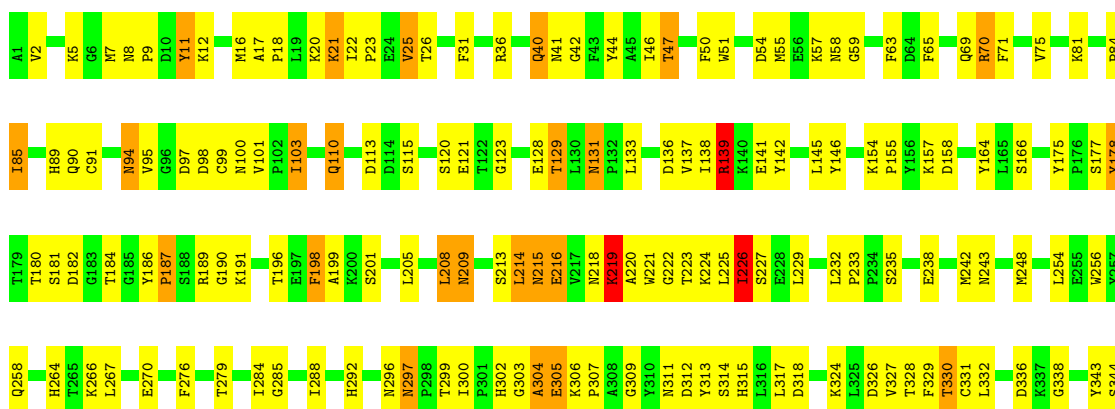 A1 V2 K5 G6 M7 N8 P9 D10 Y11 K12 M16 A17 P18 L19 K20 K21 I22 P23 E24 V25 T26 F31 R36 Q40 N41 G42 F43 Y44 A45 I46 T47 F50 W51 D54 M55 E56 K57 N58 G59 F63 D64 F65 Q69 R70 F71 V75 K81
I85 H89 Q90 C91 N94 V95 G96 D97 D98 C99 N100 V101 P102 I103 Q110 D113 D114 S115 S120 E121 T122 G123 E128 T129 L130 N131 P132 L133 D136 V137 I138 R139 K140 E141 Y142 L145 Y146 K154 P155 Y156 K157 D158 Y164 L165 S166 Y175 P176 S177 Y178
T179 T180 S181 D182 G183 T184 G185 Y186 P187 S188 R189 G190 K191 T196 E197 F198 A199 K200 S201 L205 L208 N209 S213 L214 N215 E216 V217 N218 K219 A220 W221 G222 T223 K224 L225 I226 S227 E228 L229 L232 P233 P234 S235 E238 M242 N243 M248 L254 E255 W256 Y257
Q258 H264 T265 K266 L267 E270 F276 T279 I284 G285 I288 H292 N296 N297 P298 T299 I300 P301 H302 G303 A304 E305 K306 P307 A308 G309 Y310 N311 D312 Y313 S314 H315 L316 L317 D318 K324 L325 D326 V327 T328 F329 T330 C331 L332 D336 K337 G338 Y343